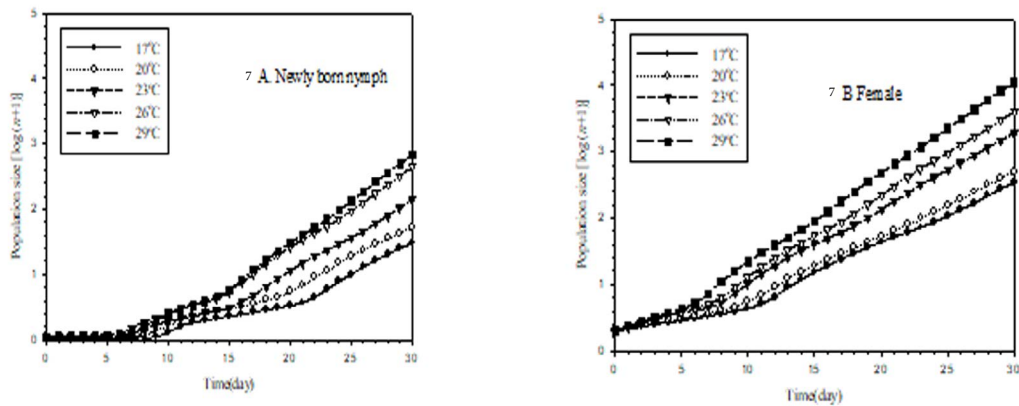 5
4
3
2
1
0
Population size [ log (n+1)]
17°C
20°C
23°C
26°C
29°C
7 A. Newly born nymph
0 5 10 15 20 25 30
Time(day)
5
4
3
2
1
0
Population size [ log (n+1)]
17°C
20°C
23°C
26°C
29°C
7 B Female
0 5 10 15 20 25 30
Time(day)